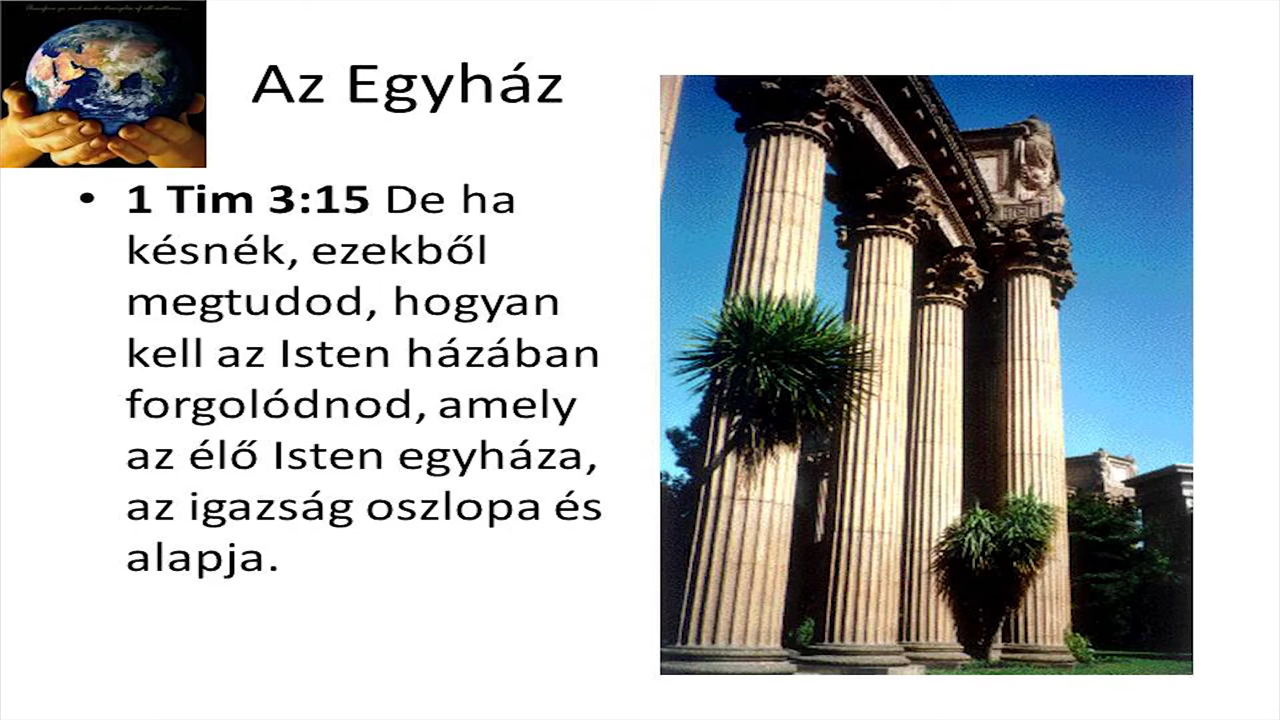 Az Egyház
• 1 Tim 3:15 De ha
késnék, ezekből
megtudod, hogyan
kell az Isten házában
forgolódnod, amely
az élő Isten egyháza,
az igazság oszlopa és
alapja.